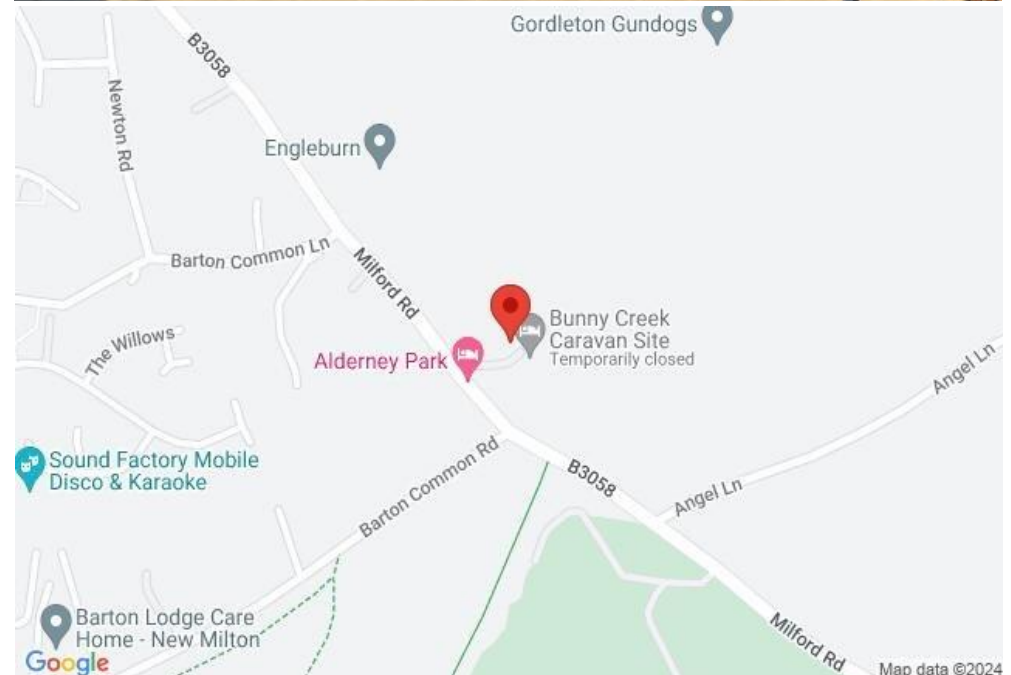 Gordleton Gundogs
B3058
Newton Rd
Engleburn
Barton Common Ln
Milford Rd
The Willows
Bunny Creek
Caravan Site
Temporarily closed
Alderney Park
Angel Ln
Sound Factory Mobile
Disco & Karaoke
Barton Common Rd
B3058
Angel Ln
Barton Lodge Care
Home - New Milton
Milford Rd
Google
Map data ©2024